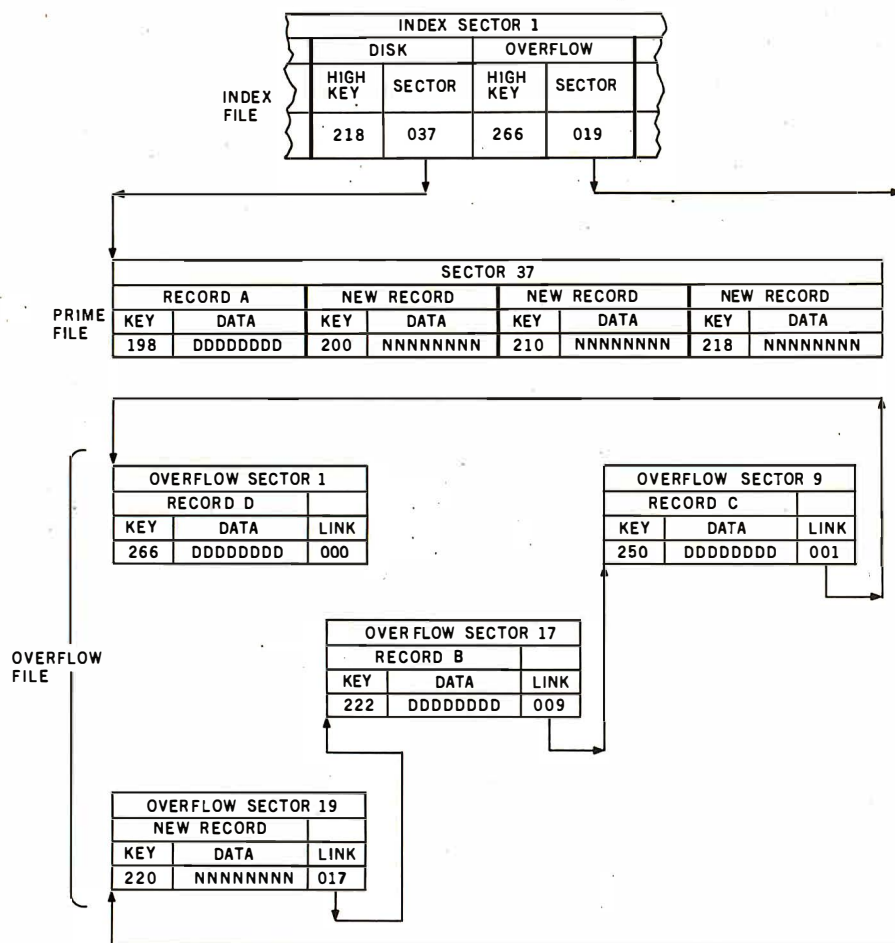 INDEX SECTOR 1
DISK OVERFLOW
INDEX FILE
HIGH KEY SECTOR HIGH KEY SECTOR
218 037 266 019
SECTOR 37
PRIME FILE
RECORD A NEW RECORD NEW RECORD NEW RECORD
KEY DATA KEY DATA KEY DATA KEY DATA
198 DDDDDDDD 200 NNNNNNNN 210 NNNNNNNN 218 NNNNNNNN
OVERFLOW FILE
OVERFLOW SECTOR 1
RECORD D
KEY DATA LINK
266 DDDDDDDD 000
OVERFLOW SECTOR 9
RECORD C
KEY DATA LINK
250 DDDDDDDD 001
OVERFLOW SECTOR 17
RECORD B
KEY DATA LINK
222 DDDDDDDD 009
OVERFLOW SECTOR 19
NEW RECORD
KEY DATA LINK
220 NNNNNNNN 017